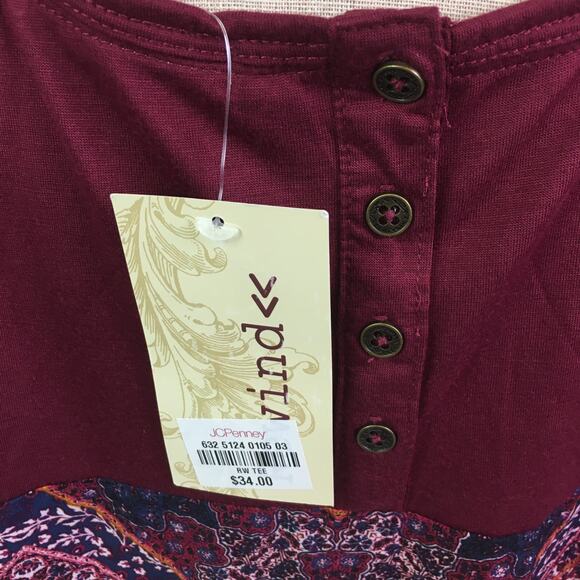 wind<<
JCPenney
632 5124 0105 03
RW TEE
$34.00